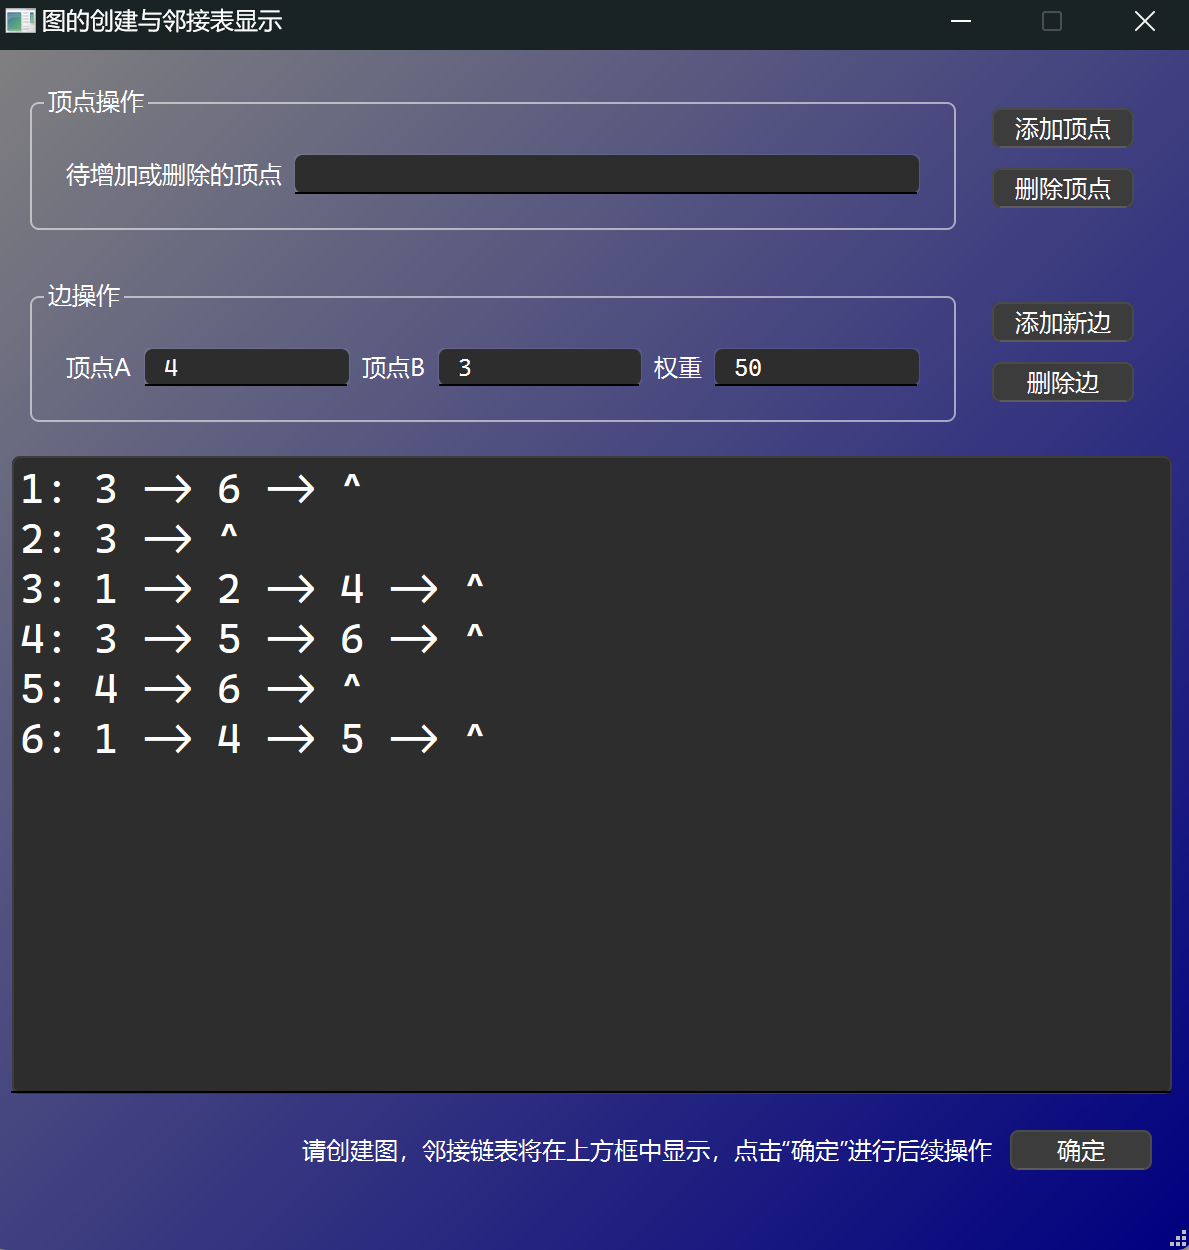 图的创建与邻接表显示
顶点操作
待增加或删除的顶点
添加顶点
删除顶点
边操作
顶点A 4 顶点B 3 权重 50
添加新边
删除边
1: 3 → 6 → ^
2: 3 → ^
3: 1 → 2 → 4 → ^
4: 3 → 5 → 6 → ^
5: 4 → 6 → ^
6: 1 → 4 → 5 → ^
请创建图，邻接链表将在上方框中显示，点击“确定”进行后续操作 确定